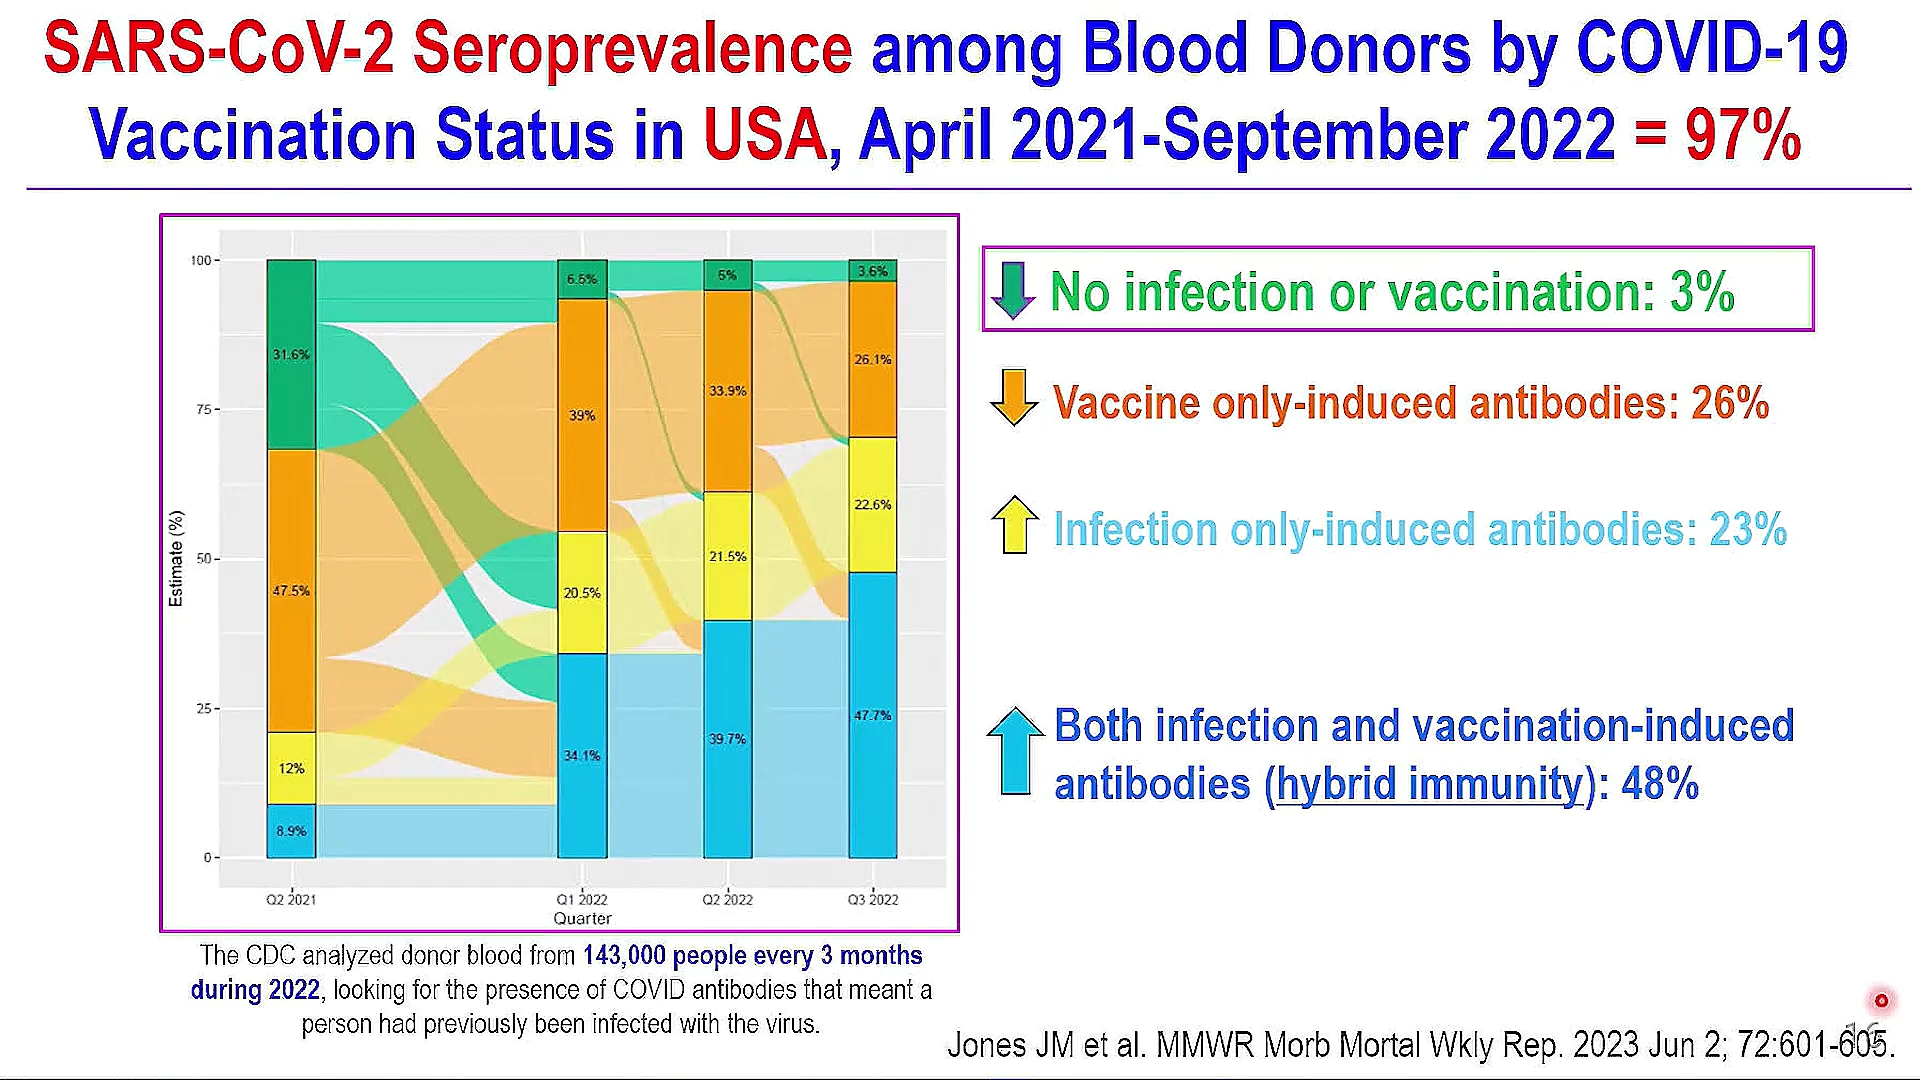 SARS-CoV-2 Seroprevalence among Blood Donors by COVID-19
Vaccination Status in USA, April 2021-September 2022 = 97%
100
75
50
25
0
Estimate (%)
31.6%
47.5%
12%
8.9%
6.5%
39%
20.5%
34.1%
5%
33.9%
21.5%
39.7%
3.6%
26.1%
22.6%
47.7%
Q2 2021
Q1 2022
Q2 2022
Q3 2022
Quarter
No infection or vaccination: 3%
Vaccine only-induced antibodies: 26%
Infection only-induced antibodies: 23%
Both infection and vaccination-induced
antibodies (hybrid immunity): 48%
The CDC analyzed donor blood from 143,000 people every 3 months
during 2022, looking for the presence of COVID antibodies that meant a
person had previously been infected with the virus.
Jones JM et al. MMWR Morb Mortal Wkly Rep. 2023 Jun 2; 72:601-605.
16